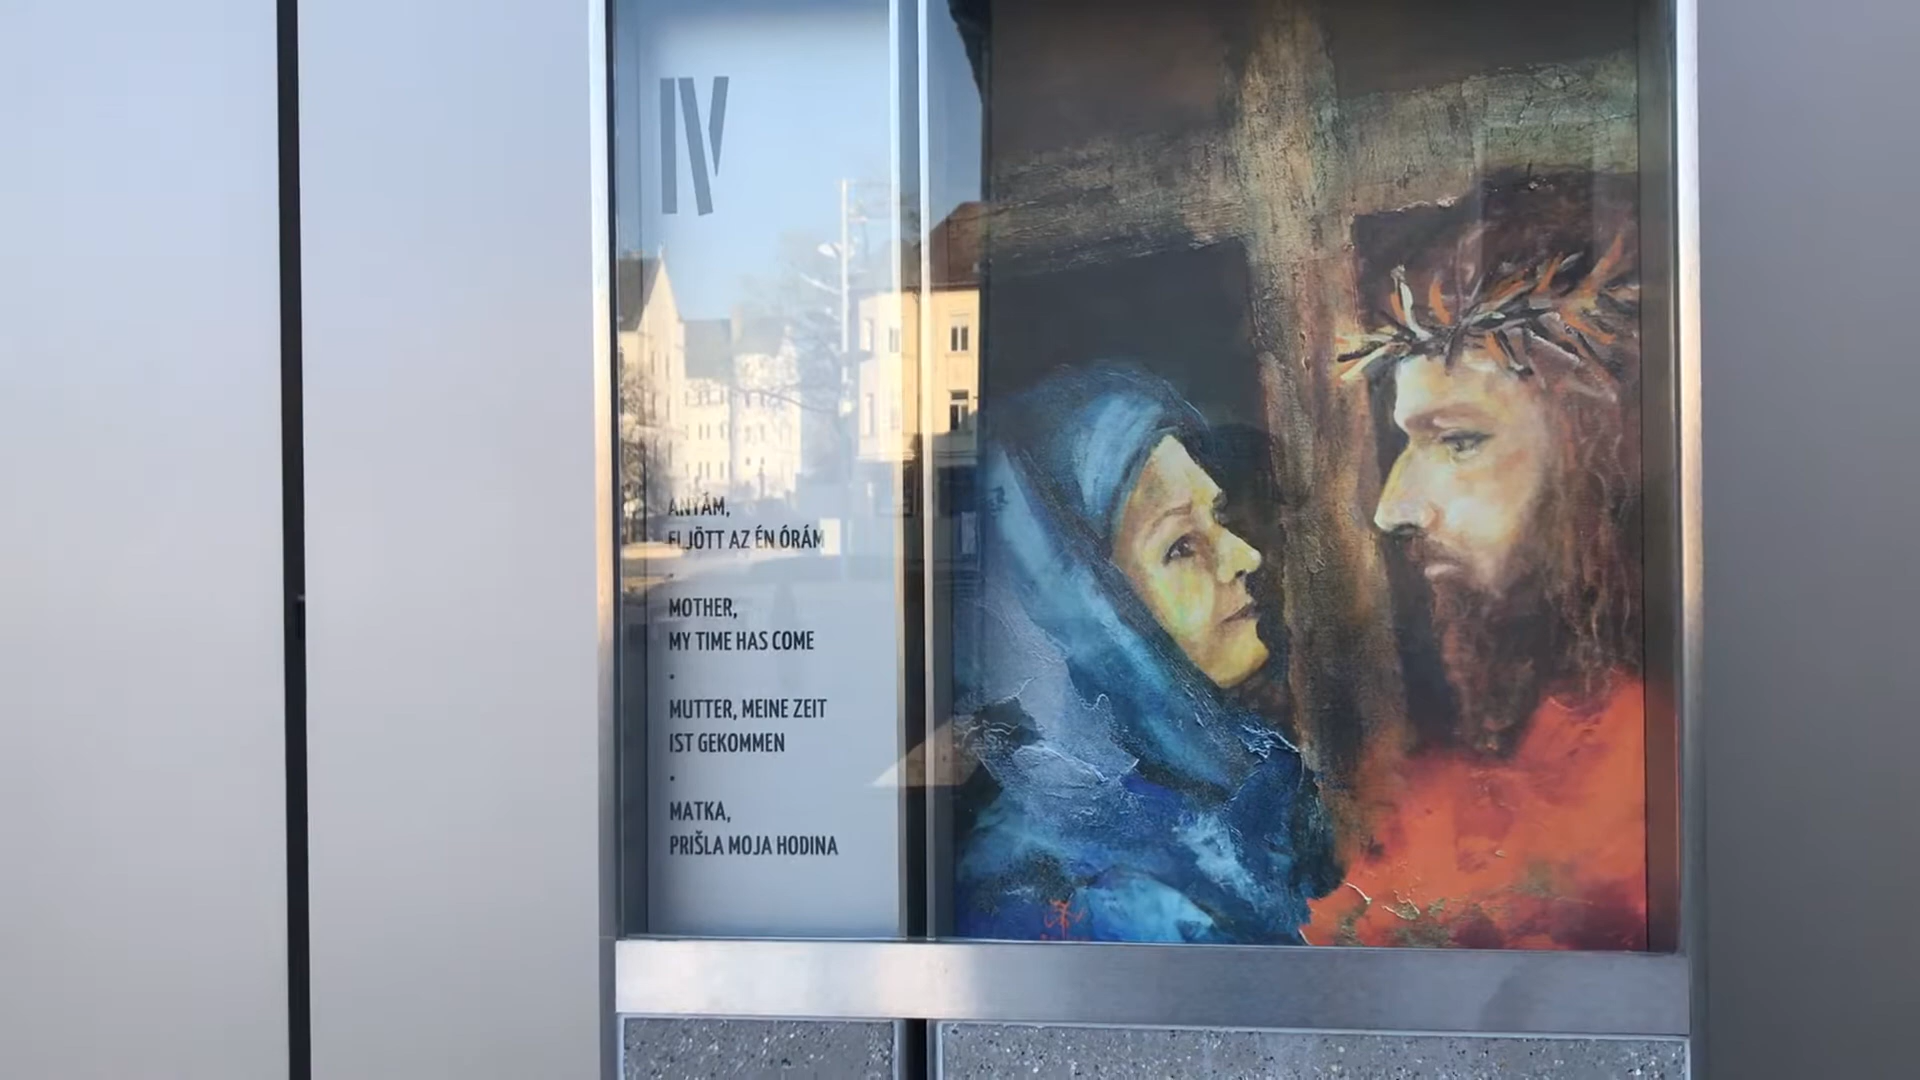 IV
ANYÁM,
ELJÖTT AZ ÉN ÓRÁM
•
MOTHER,
MY TIME HAS COME
•
MUTTER, MEINE ZEIT
IST GEKOMMEN
•
MATKA,
PRIŠLA MOJA HODINA